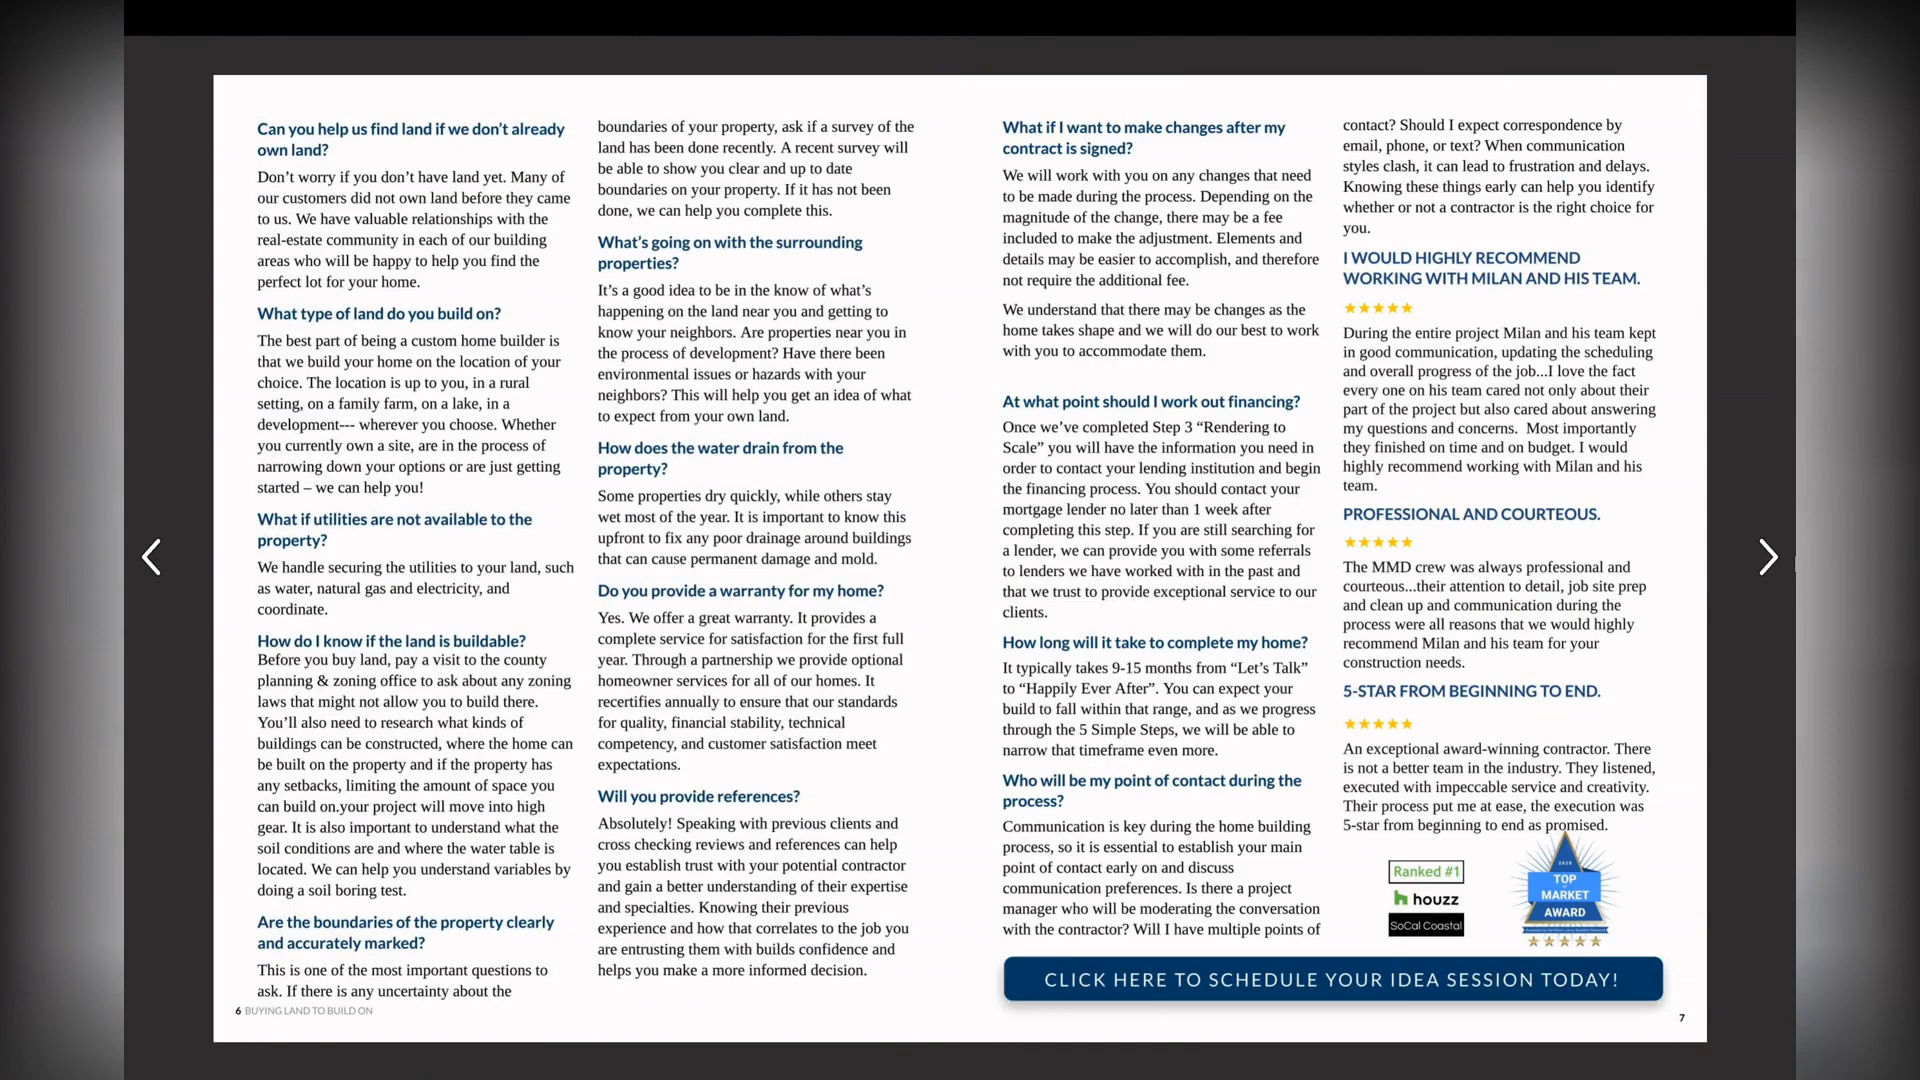 Can you help us find land if we don’t already
own land?
Don’t worry if you don’t have land yet. Many of
our customers did not own land before they came
to us. We have valuable relationships with the
real-estate community in each of our building
areas who will be happy to help you find the
perfect lot for your home.
What type of land do you build on?
The best part of being a custom home builder is
that we build your home on the location of your
choice. The location is up to you, in a rural
setting, on a family farm, on a lake, in a
development--- wherever you choose. Whether
you currently own a site, are in the process of
narrowing down your options or are just getting
started – we can help you!
What if utilities are not available to the
property?
We handle securing the utilities to your land, such
as water, natural gas and electricity, and
coordinate.
How do I know if the land is buildable?
Before you buy land, pay a visit to the county
planning & zoning office to ask about any zoning
laws that might not allow you to build there.
You’ll also need to research what kinds of
buildings can be constructed, where the home can
be built on the property and if the property has
any setbacks, limiting the amount of space you
can build on.your project will move into high
gear. It is also important to understand what the
soil conditions are and where the water table is
located. We can help you understand variables by
doing a soil boring test.
Are the boundaries of the property clearly
and accurately marked?
This is one of the most important questions to
ask. If there is any uncertainty about the
6 BUYING LAND TO BUILD ON
boundaries of your property, ask if a survey of the
land has been done recently. A recent survey will
be able to show you clear and up to date
boundaries on your property. If it has not been
done, we can help you complete this.
What’s going on with the surrounding
properties?
It’s a good idea to be in the know of what’s
happening on the land near you and getting to
know your neighbors. Are properties near you in
the process of development? Have there been
environmental issues or hazards with your
neighbors? This will help you get an idea of what
to expect from your own land.
How does the water drain from the
property?
Some properties dry quickly, while others stay
wet most of the year. It is important to know this
upfront to fix any poor drainage around buildings
that can cause permanent damage and mold.
Do you provide a warranty for my home?
Yes. We offer a great warranty. It provides a
complete service for satisfaction for the first full
year. Through a partnership we provide optional
homeowner services for all of our homes. It
recertifies annually to ensure that our standards
for quality, financial stability, technical
competency, and customer satisfaction meet
expectations.
Will you provide references?
Absolutely! Speaking with previous clients and
cross checking reviews and references can help
you establish trust with your potential contractor
and gain a better understanding of their expertise
and specialties. Knowing their previous
experience and how that correlates to the job you
are entrusting them with builds confidence and
helps you make a more informed decision.
What if I want to make changes after my
contract is signed?
We will work with you on any changes that need
to be made during the process. Depending on the
magnitude of the change, there may be a fee
included to make the adjustment. Elements and
details may be easier to accomplish, and therefore
not require the additional fee.
We understand that there may be changes as the
home takes shape and we will do our best to work
with you to accommodate them.
At what point should I work out financing?
Once we’ve completed Step 3 “Rendering to
Scale” you will have the information you need in
order to contact your lending institution and begin
the financing process. You should contact your
mortgage lender no later than 1 week after
completing this step. If you are still searching for
a lender, we can provide you with some referrals
to lenders we have worked with in the past and
that we trust to provide exceptional service to our
clients.
How long will it take to complete my home?
It typically takes 9-15 months from “Let’s Talk”
to “Happily Ever After”. You can expect your
build to fall within that range, and as we progress
through the 5 Simple Steps, we will be able to
narrow that timeframe even more.
Who will be my point of contact during the
process?
Communication is key during the home building
process, so it is essential to establish your main
point of contact early on and discuss
communication preferences. Is there a project
manager who will be moderating the conversation
with the contractor? Will I have multiple points of
contact? Should I expect correspondence by
email, phone, or text? When communication
styles clash, it can lead to frustration and delays.
Knowing these things early can help you identify
whether or not a contractor is the right choice for
you.
I WOULD HIGHLY RECOMMEND
WORKING WITH MILAN AND HIS TEAM.
During the entire project Milan and his team kept
in good communication, updating the scheduling
and overall progress of the job...I love the fact
every one on his team cared not only about their
part of the project but also cared about answering
my questions and concerns.  Most importantly
they finished on time and on budget. I would
highly recommend working with Milan and his
team.
PROFESSIONAL AND COURTEOUS.
The MMD crew was always professional and
courteous...their attention to detail, job site prep
and clean up and communication during the
process were all reasons that we would highly
recommend Milan and his team for your
construction needs.
5-STAR FROM BEGINNING TO END.
An exceptional award-winning contractor. There
is not a better team in the industry. They listened,
executed with impeccable service and creativity.
Their process put me at ease, the execution was
5-star from beginning to end as promised.
Ranked #1
houzz
SoCal Coastal
TOP
MARKET
AWARD
CLICK HERE TO SCHEDULE YOUR IDEA SESSION TODAY!
7